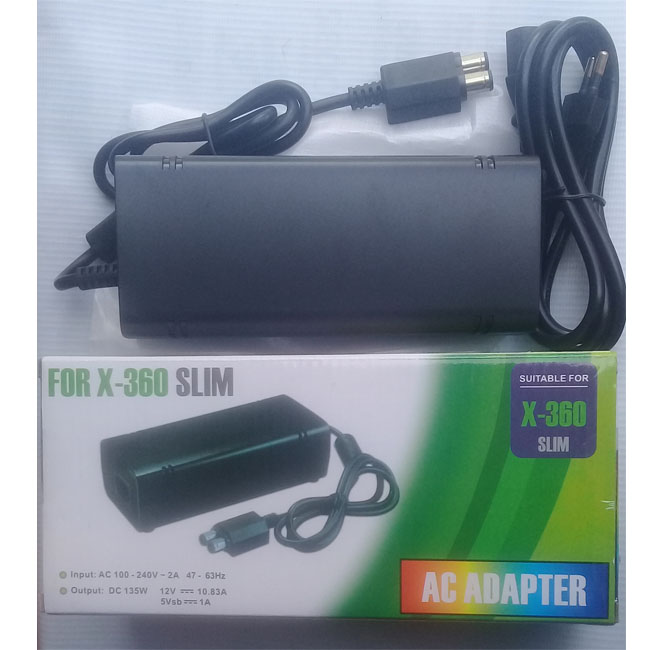 FOR X-360 SLIM
SUITABLE FOR
X-360
SLIM
Input: AC 100 - 240V ~ 2A 47 - 63Hz
Output: DC 135W 12V ⎓ 10.83A
5Vsb ⎓ 1A
AC ADAPTER